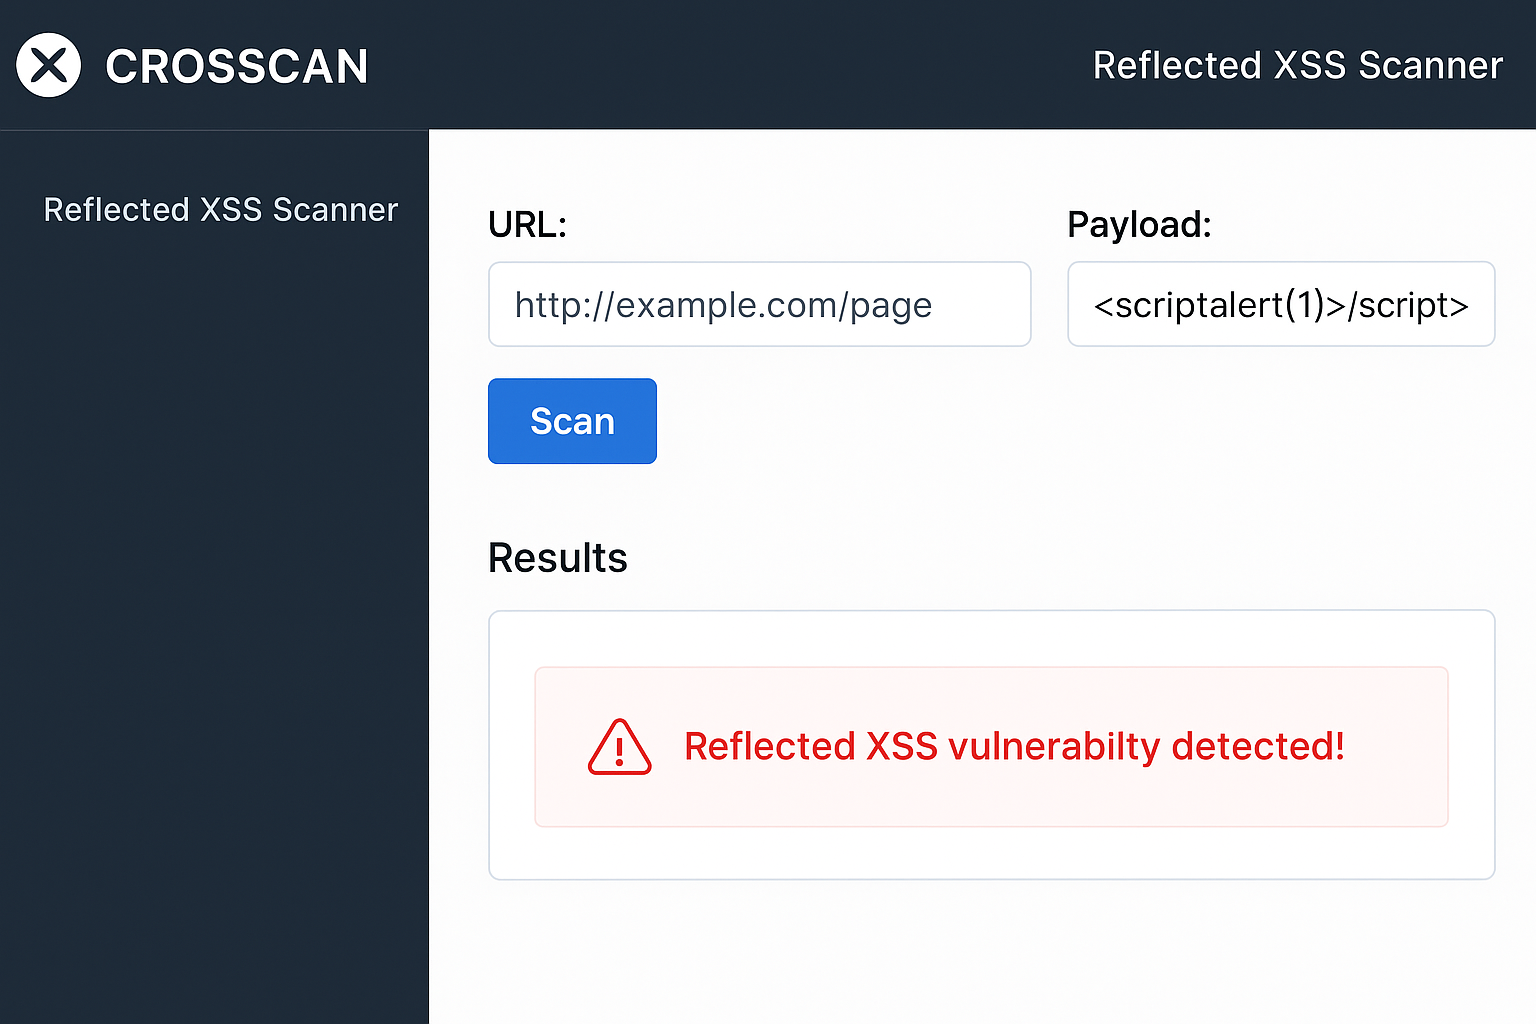 CROSSCAN
Reflected XSS Scanner
Reflected XSS Scanner
URL:
Payload:
http://example.com/page
<scriptalert(1)>/script>
Scan
Results
Reflected XSS vulnerabilty detected!